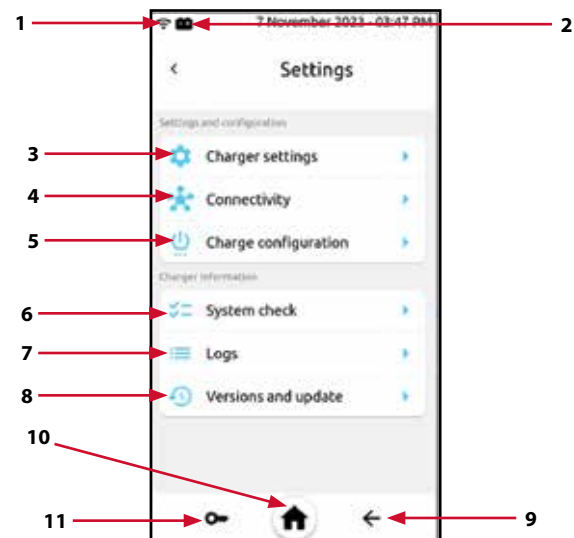 1
2
7 November 2023 - 03:47 PM
Settings
Settings and configuration
3
Charger settings
4
Connectivity
5
Charge configuration
Charger information
6
System check
7
Logs
8
Versions and update
10
11
9